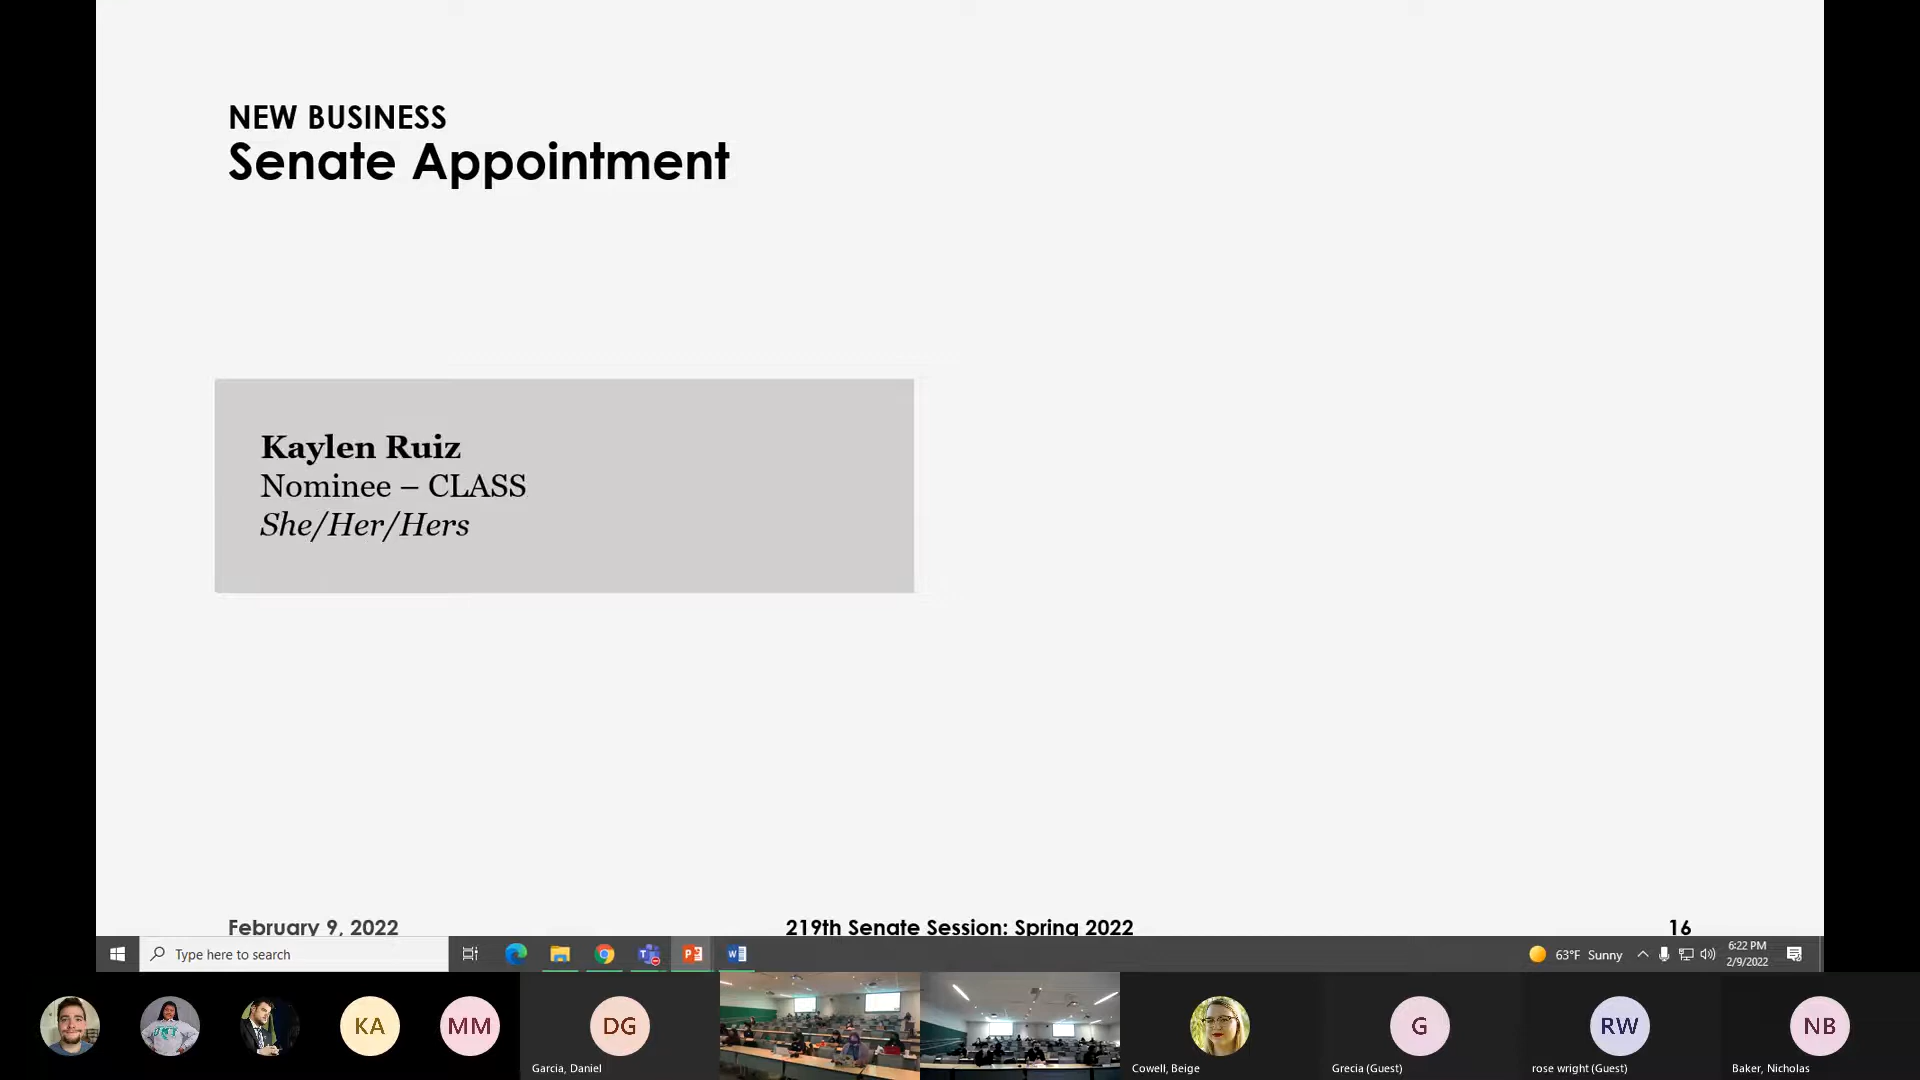 NEW BUSINESS
Senate Appointment
Kaylen Ruiz
Nominee – CLASS
She/Her/Hers
February 9, 2022
219th Senate Session: Spring 2022
16
Type here to search
63°F Sunny
6:22 PM
2/9/2022
KA
MM
DG
G
RW
NB
Garcia, Daniel
Cowell, Beige
Grecia (Guest)
rose wright (Guest)
Baker, Nicholas